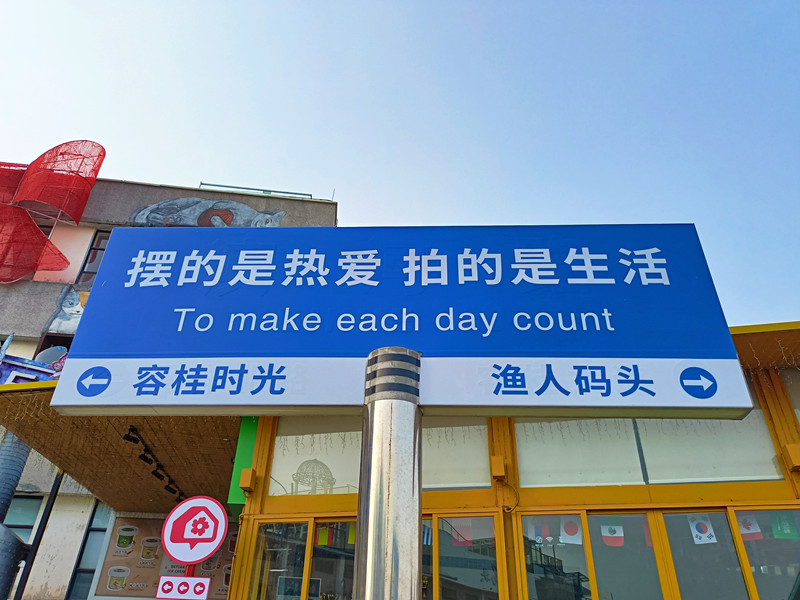 摆的是热爱 拍的是生活
To make each day count
容桂时光
渔人码头